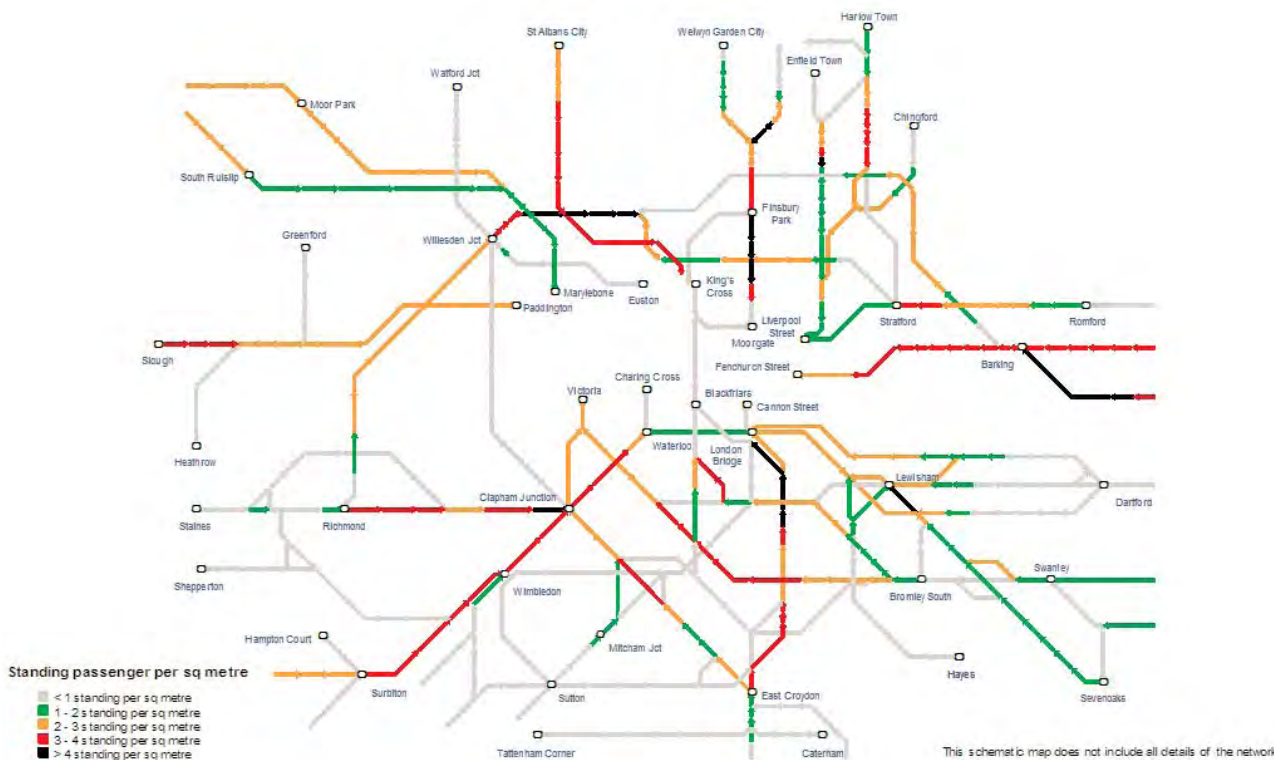 Harlow Town
St Albans City
Welwyn Garden City
Enfield Town
Watford Jct
Moor Park
Chingford
South Ruislip
Finsbury
Park
Greenford
Willesden Jct
King's
Cross
Marylebone
Euston
Paddington
Liverpool
Street
Stratford
Romford
Moorgate
Slough
Fenchurch Street
Barking
Charing Cross
Victoria
Blackfriars
Cannon Street
Heathrow
Waterloo
London
Bridge
Lewisham
Clapham Junction
Staines
Richmond
Dartford
Shepperton
Wimbledon
Bromley South
Swanley
Hampton Court
Mitcham Jct
Standing passenger per sq metre
Surbiton
Sutton
East Croydon
Hayes
Sevenoaks
< 1 standing per sq metre
1 - 2 standing per sq metre
2 - 3 standing per sq metre
3 - 4 standing per sq metre
> 4 standing per sq metre
Tattenham Corner
Caterham
This schematic map does not include all details of the network